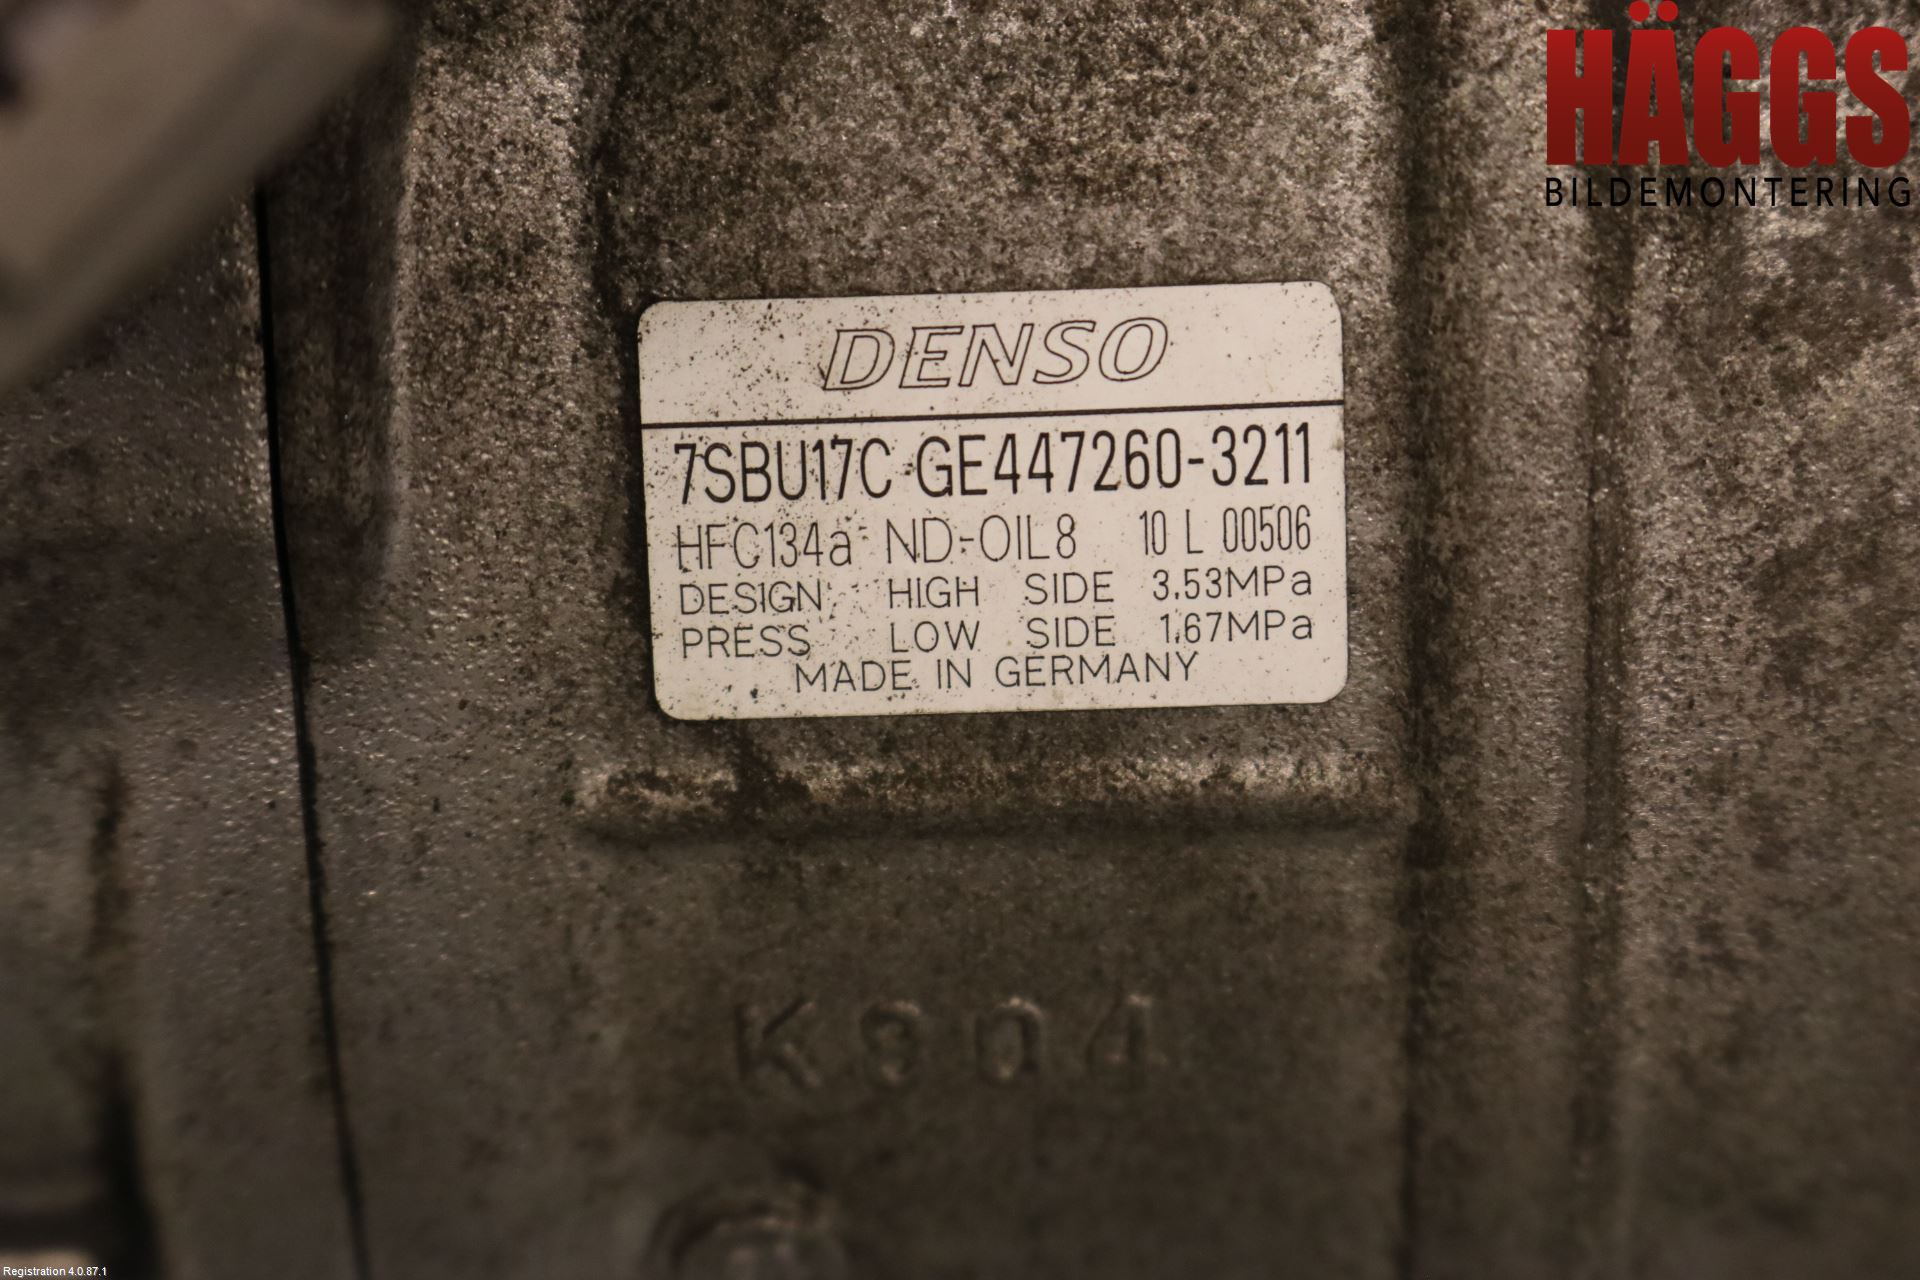 HÄGGS
BILDEMONTERING
DENSO
7SBU17C GE447260-3211
HFC134a ND-OIL8 10 L 00506
DESIGN HIGH SIDE 3.53MPa
PRESS LOW SIDE 1.67MPa
MADE IN GERMANY
K904
Registration 4.0.87.1